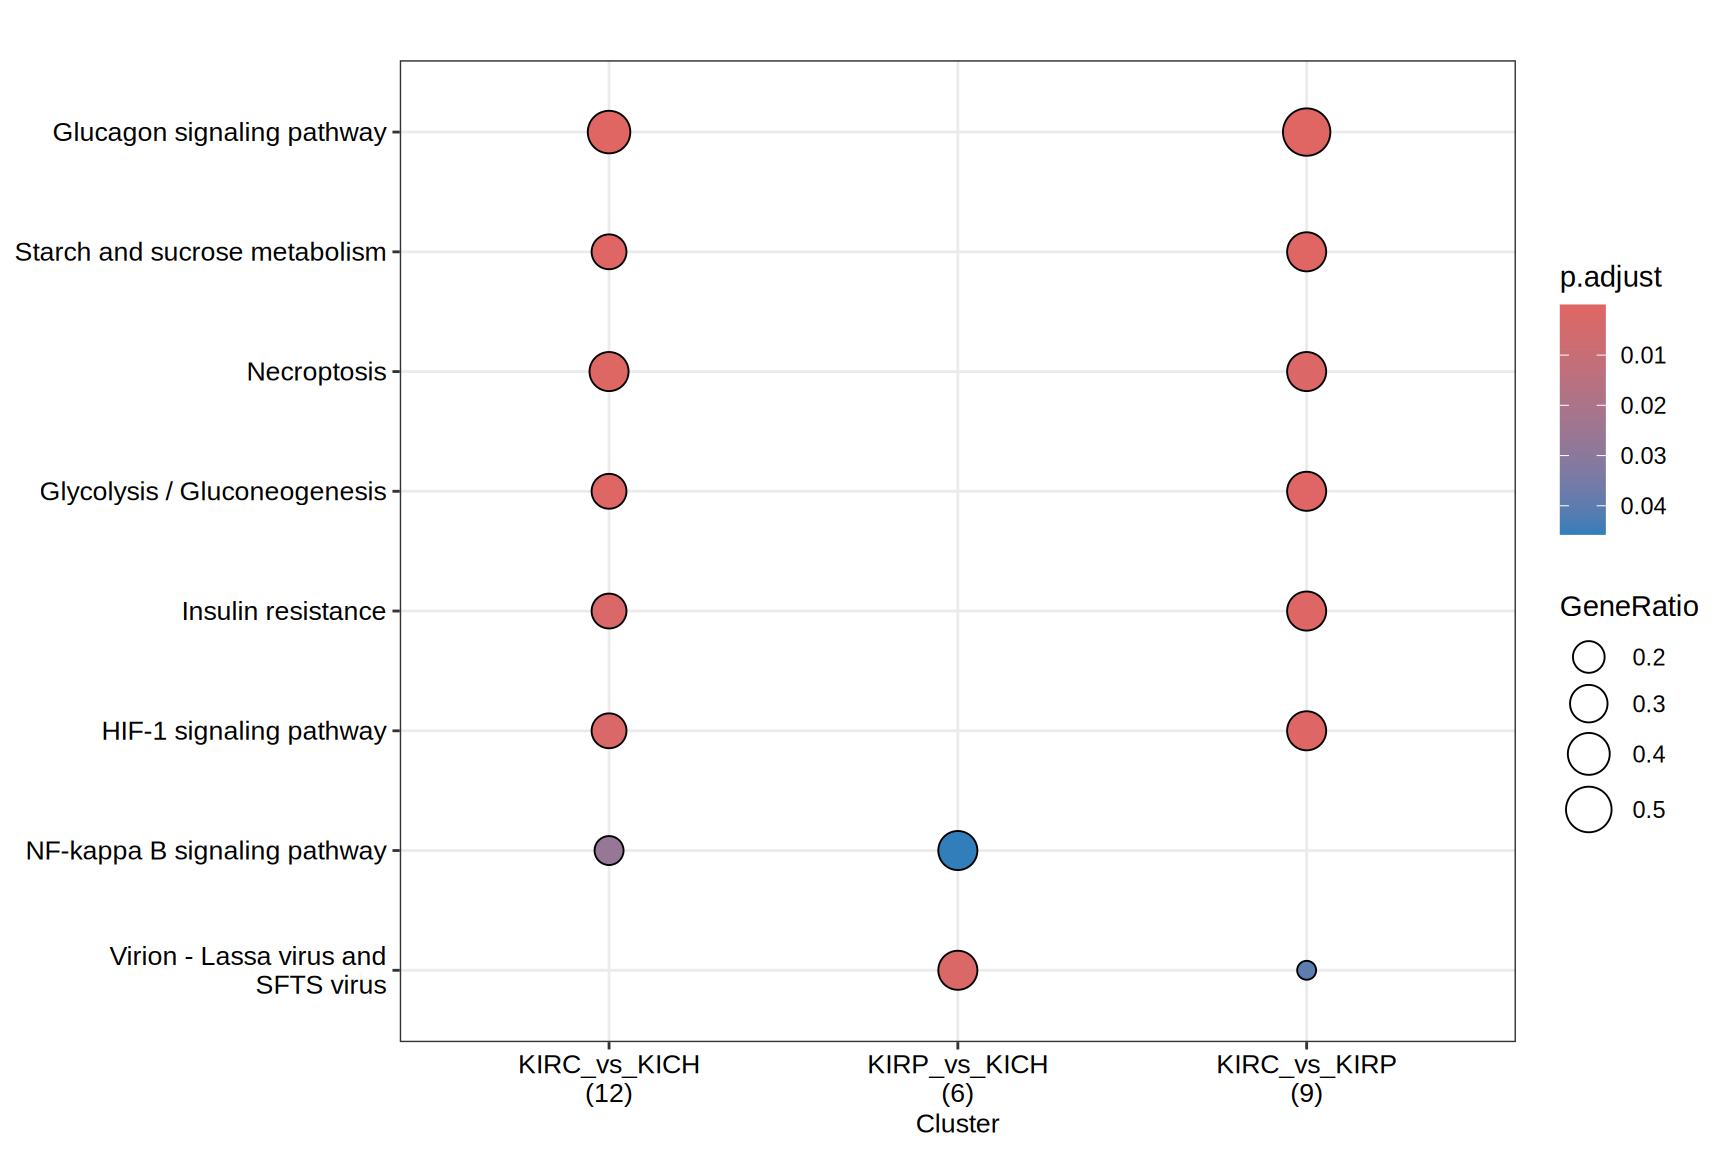 Glucagon signaling pathway
Starch and sucrose metabolism
Necroptosis
Glycolysis / Gluconeogenesis
Insulin resistance
HIF-1 signaling pathway
NF-kappa B signaling pathway
Virion - Lassa virus and
SFTS virus
KIRC_vs_KICH
(12)
KIRP_vs_KICH
(6)
KIRC_vs_KIRP
(9)
Cluster
p.adjust
0.01
0.02
0.03
0.04
GeneRatio
0.2
0.3
0.4
0.5